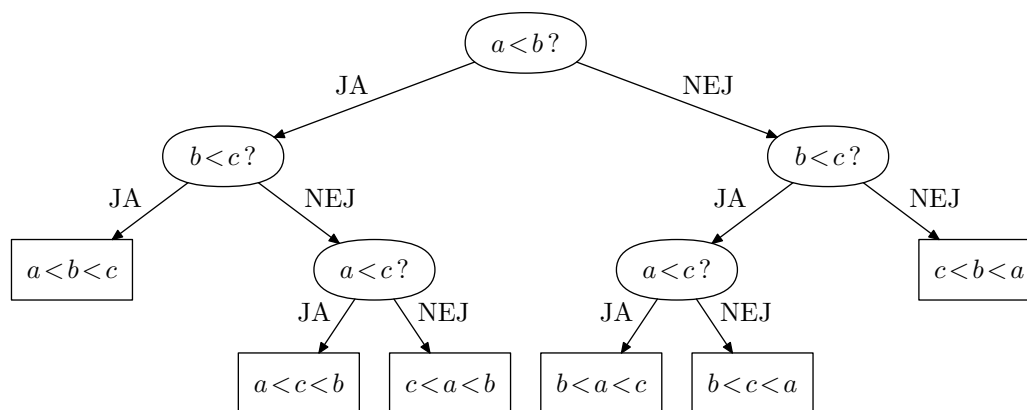 a < b ?
JA NEJ
b < c ? b < c ?
JA NEJ JA NEJ
a < b < c a < c ? a < c ? c < b < a
JA NEJ JA NEJ
a < c < b c < a < b b < a < c b < c < a